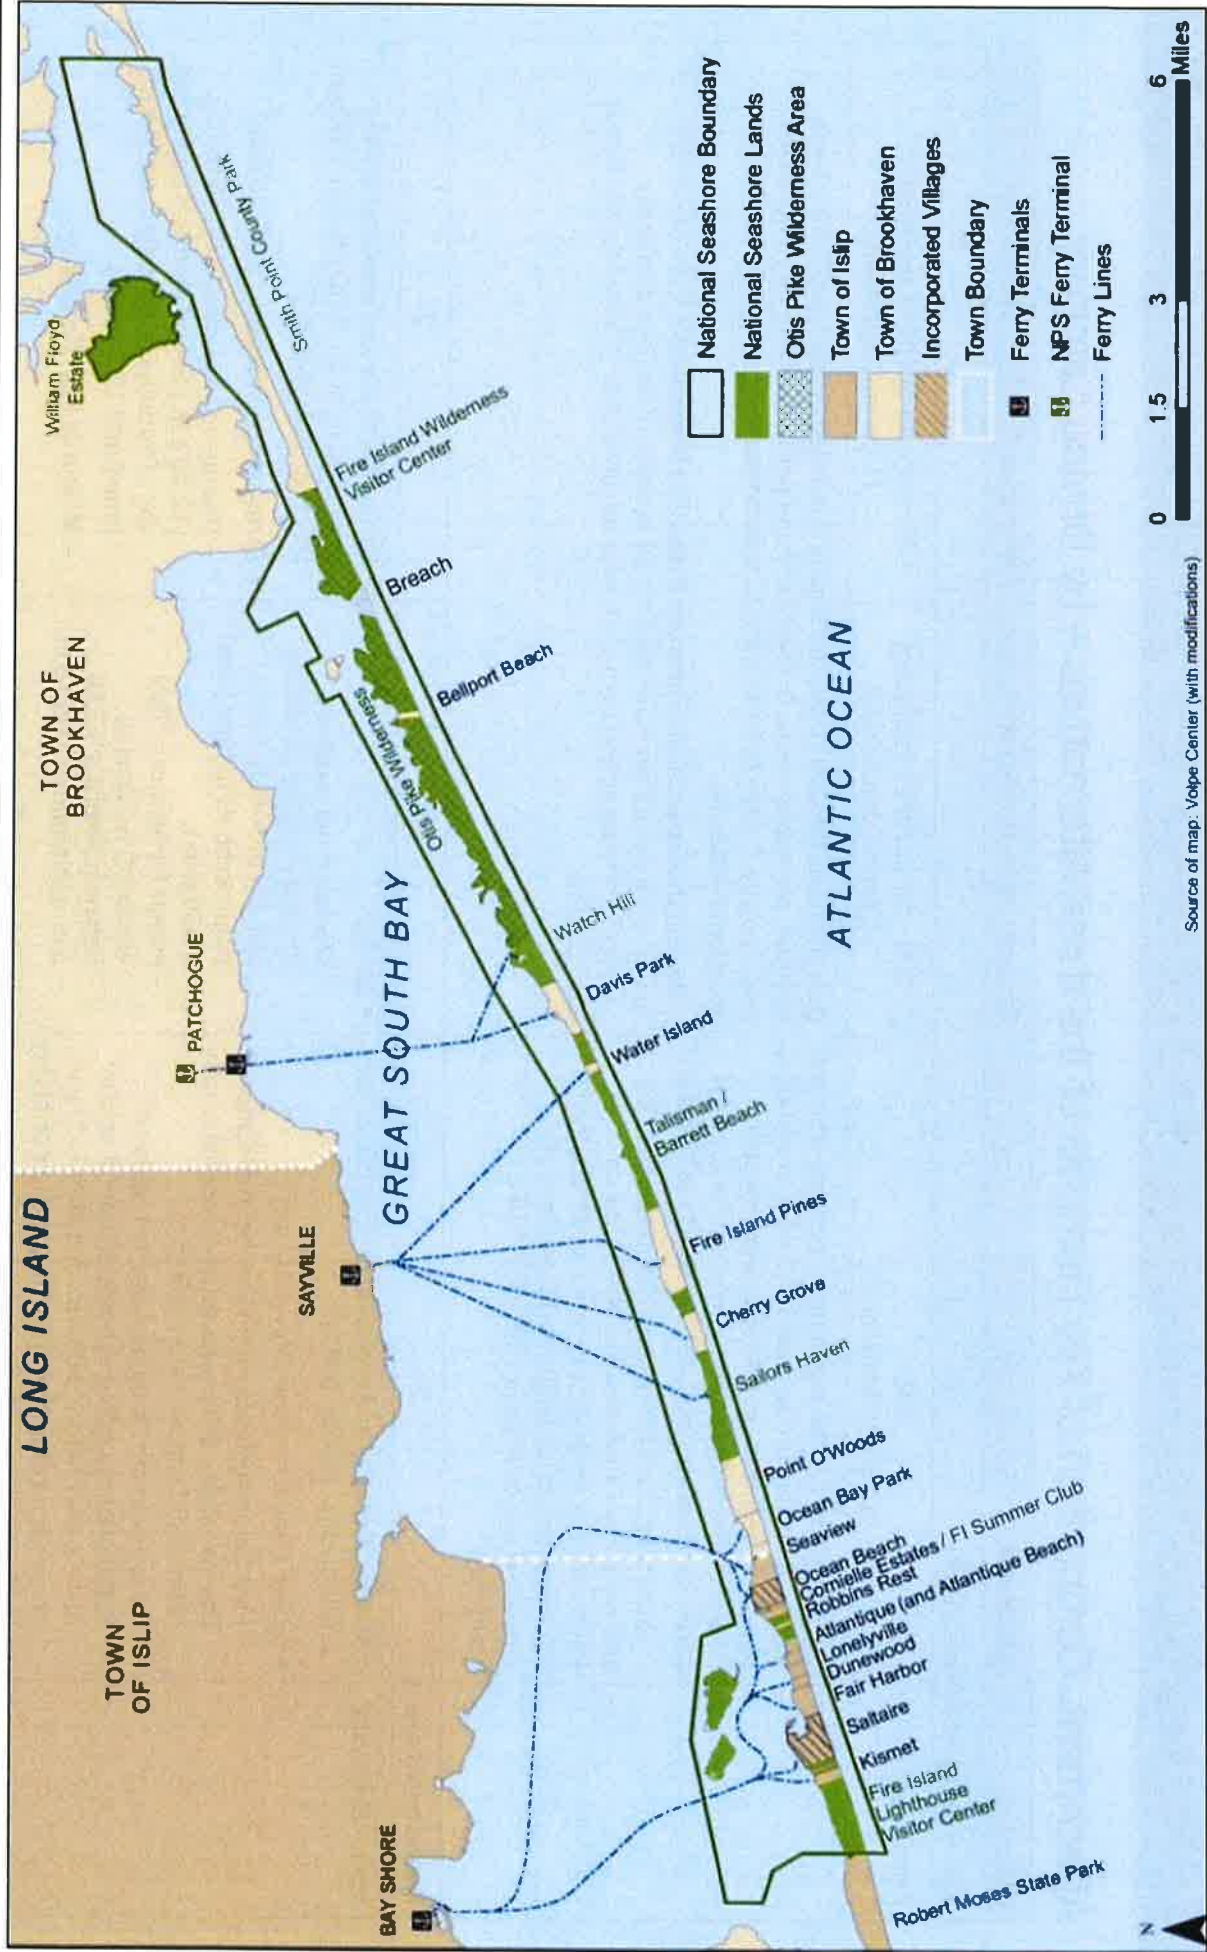 LONG ISLAND
TOWN
OF ISLIP
TOWN OF
BROOKHAVEN
BAY SHORE
SAYVILLE
PATCHOGUE
William Floyd
Estate
GREAT SOUTH BAY
ATLANTIC OCEAN
Robert Moses State Park
Fire Island
Lighthouse
Visitor Center
Kismet
Saltaire
Fair Harbor
Dunewood
Lonelyville
Atlantique (and Atlantique Beach)
Robbins Rest
Cornielle Estates / FI Summer Club
Ocean Beach
Seaview
Ocean Bay Park
Point O'Woods
Sailors Haven
Cherry Grove
Fire Island Pines
Talisman /
Barrett Beach
Water Island
Davis Park
Watch Hill
Otis Pike Wilderness
Bellport Beach
Breach
Fire Island Wilderness
Visitor Center
Smith Point County Park
National Seashore Boundary
National Seashore Lands
Otis Pike Wilderness Area
Town of Islip
Town of Brookhaven
Incorporated Villages
Town Boundary
Ferry Terminals
NPS Ferry Terminal
Ferry Lines
0 1.5 3 6
Miles
Source of map: Volpe Center (with modifications)
N